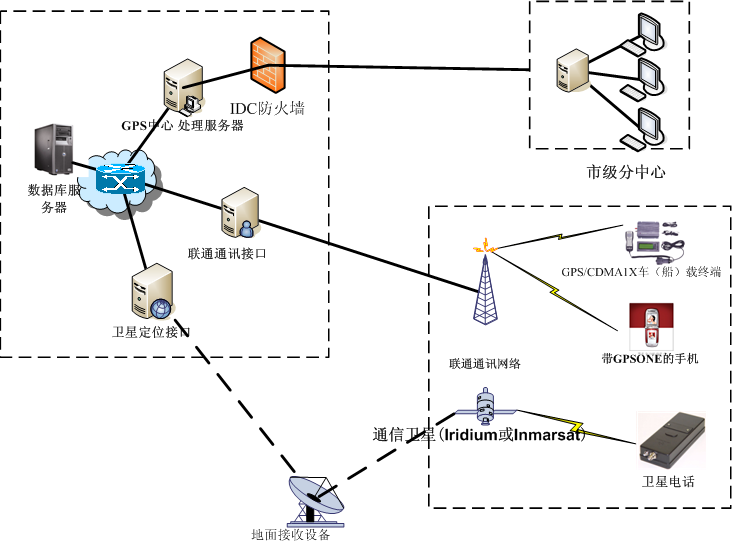 IDC防火墙
GPS中心 处理服务器
市级分中心
数据库服
务器
联通通讯接口
GPS/CDMA1X车（船）载终端
卫星定位接口
带GPSONE的手机
联通通讯网络
通信卫星(Iridium或Inmarsat)
卫星电话
地面接收设备